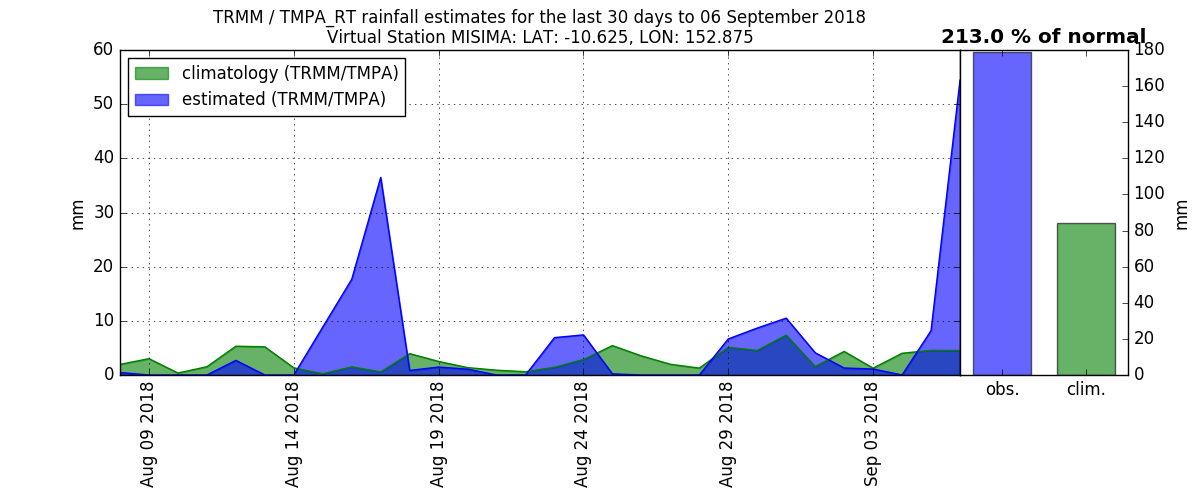 TRMM / TMPA_RT rainfall estimates for the last 30 days to 06 September 2018
Virtual Station MISIMA: LAT: -10.625, LON: 152.875
213.0 % of normal
climatology (TRMM/TMPA)
estimated (TRMM/TMPA)
60
50
40
30
20
10
0
mm
Aug 09 2018
Aug 14 2018
Aug 19 2018
Aug 24 2018
Aug 29 2018
Sep 03 2018
obs.
clim.
180
160
140
120
100
80
60
40
20
0
mm